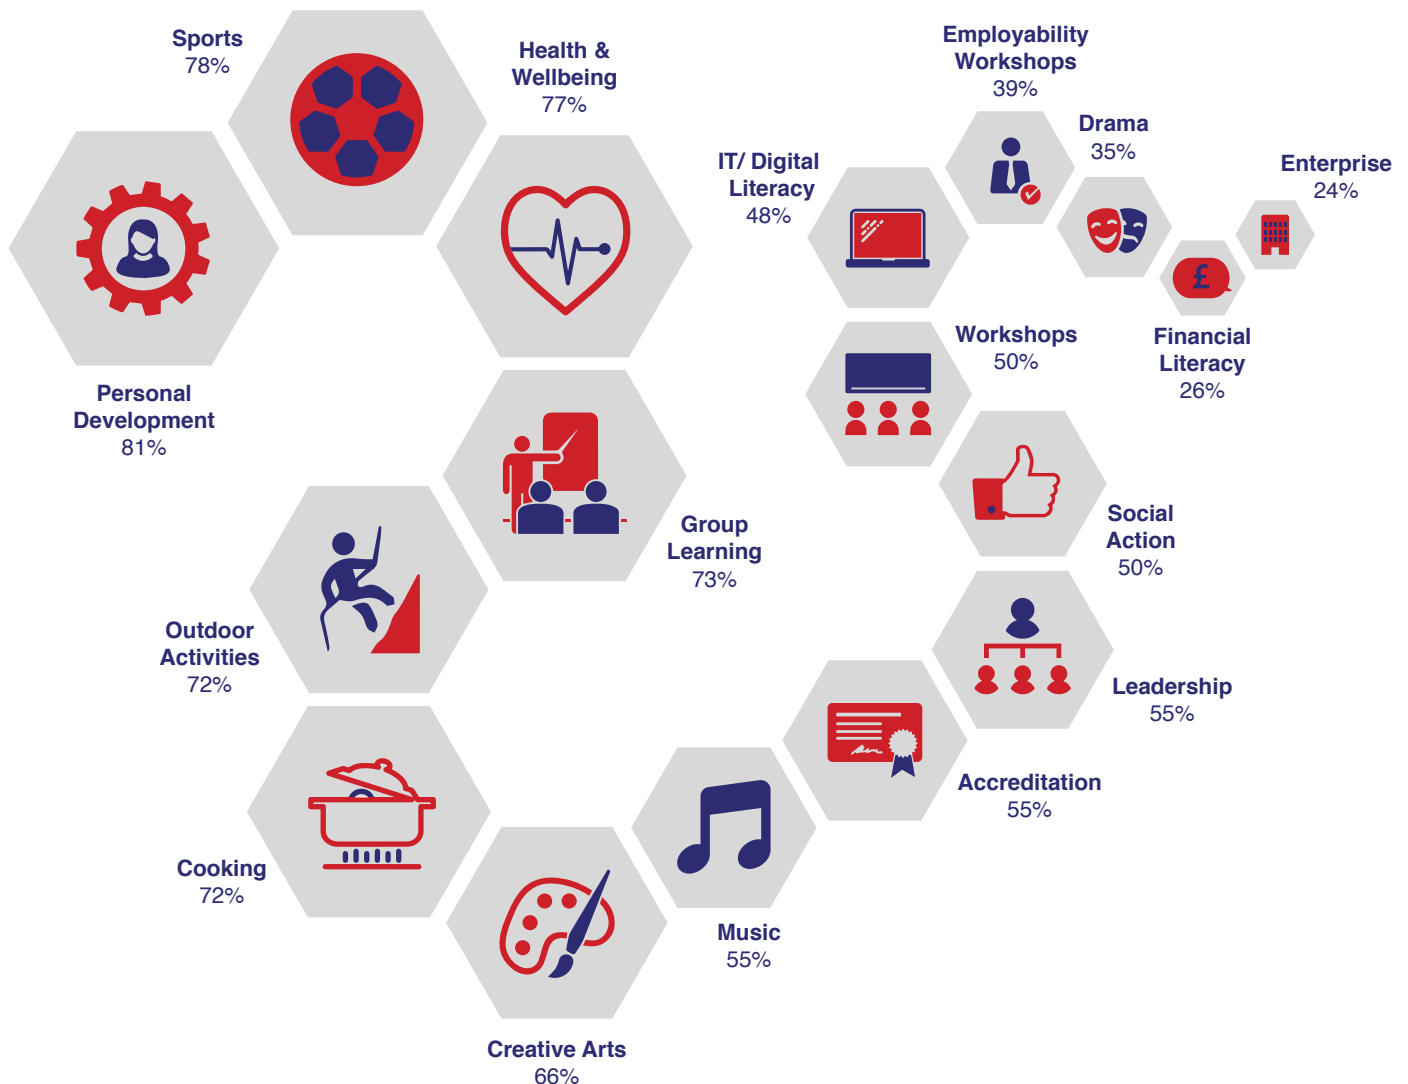 Sports
78%
Health &
Wellbeing
77%
Personal
Development
81%
Group
Learning
73%
Outdoor
Activities
72%
Cooking
72%
Creative Arts
66%
Music
55%
Accreditation
55%
Leadership
55%
Social
Action
50%
Workshops
50%
IT/ Digital
Literacy
48%
Employability
Workshops
39%
Drama
35%
£
Financial
Literacy
26%
Enterprise
24%